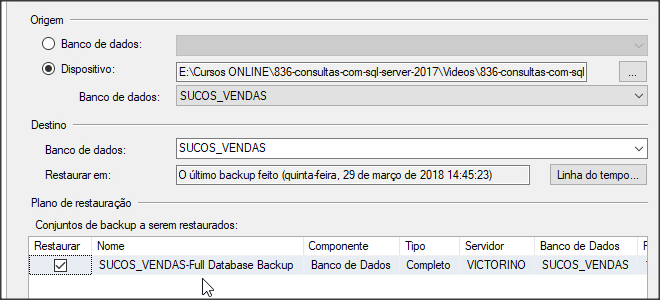 Origem
Banco de dados:
Dispositivo: E:\Cursos ONLINE\836-consultas-com-sql-server-2017\Videos\836-consultas-com-sql ...
Banco de dados: SUCOS_VENDAS
Destino
Banco de dados: SUCOS_VENDAS
Restaurar em: O último backup feito (quinta-feira, 29 de março de 2018 14:45:23) Linha do tempo...
Plano de restauração
Conjuntos de backup a serem restaurados:
Restaurar Nome Componente Tipo Servidor Banco de Dados
SUCOS_VENDAS-Full Database Backup Banco de Dados Completo VICTORINO SUCOS_VENDAS